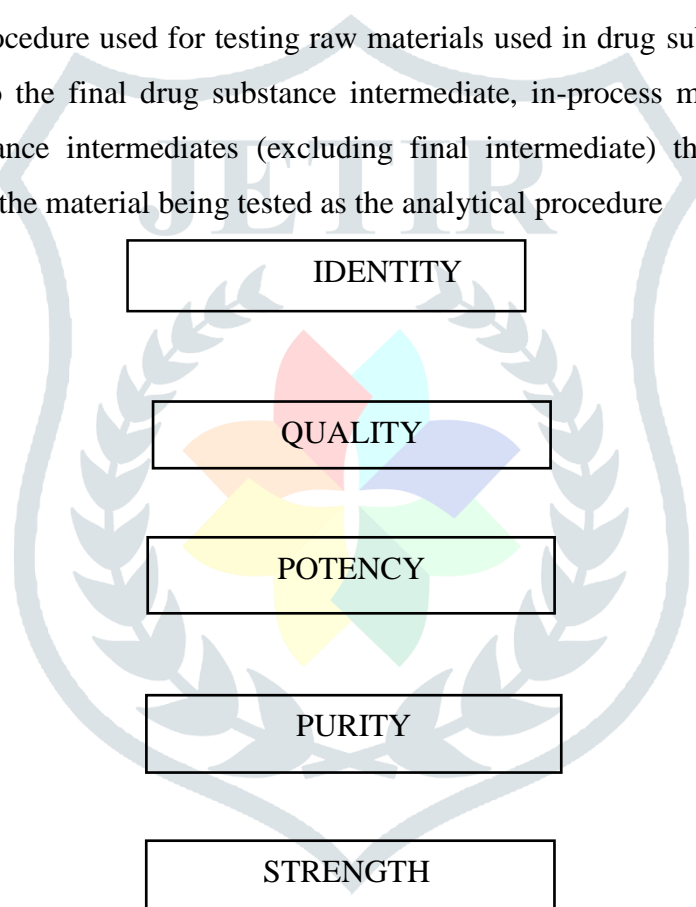 ocedure used for testing raw materials used in drug su
the final drug substance intermediate, in-process m
ance intermediates (excluding final intermediate) th
the material being tested as the analytical procedure
JETIR
IDENTITY
QUALITY
POTENCY
PURITY
STRENGTH